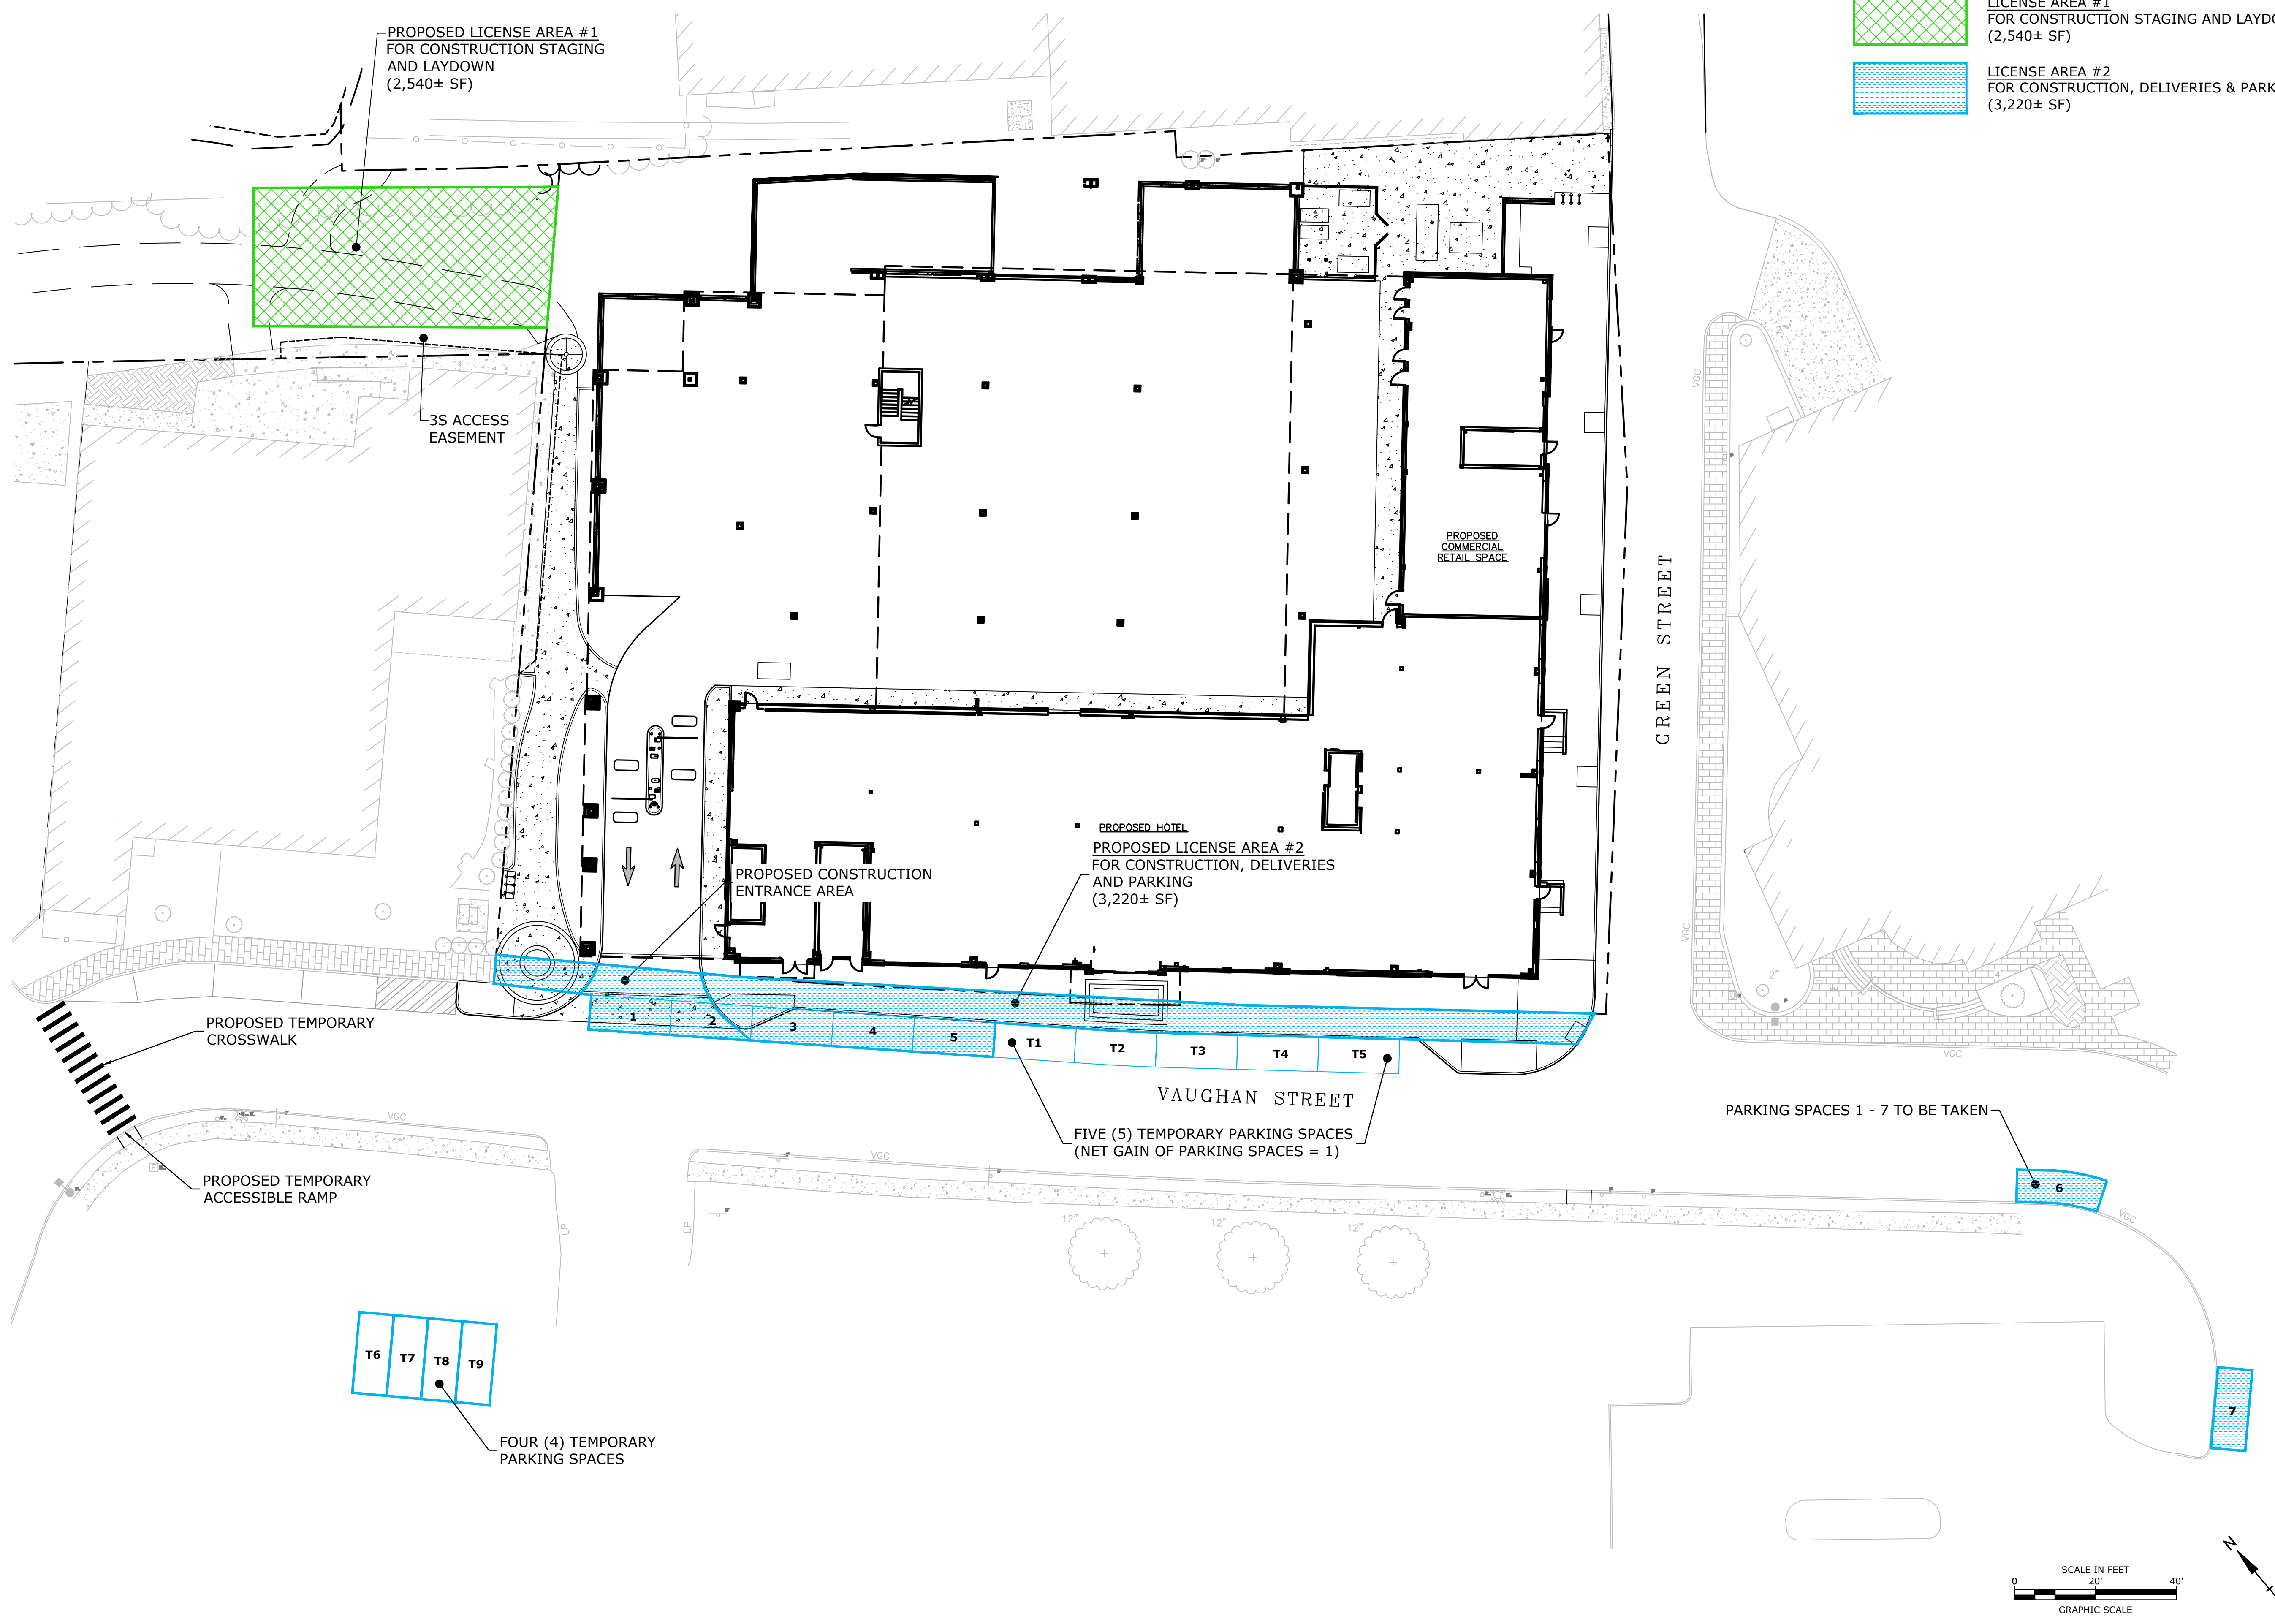 LICENSE AREA #1
FOR CONSTRUCTION STAGING AND LAYDO
(2,540± SF)
LICENSE AREA #2
FOR CONSTRUCTION, DELIVERIES & PARK
(3,220± SF)
PROPOSED LICENSE AREA #1
FOR CONSTRUCTION STAGING
AND LAYDOWN
(2,540± SF)
3S ACCESS
EASEMENT
PROPOSED
COMMERCIAL
RETAIL SPACE
GREEN STREET
VGC
VGC
PROPOSED HOTEL
PROPOSED LICENSE AREA #2
FOR CONSTRUCTION, DELIVERIES
AND PARKING
(3,220± SF)
PROPOSED CONSTRUCTION
ENTRANCE AREA
2"
4"
VGC
PROPOSED TEMPORARY
CROSSWALK
1
2
3
4
5
T1
T2
T3
T4
T5
VAUGHAN STREET
VGC
FIVE (5) TEMPORARY PARKING SPACES
(NET GAIN OF PARKING SPACES = 1)
PARKING SPACES 1 - 7 TO BE TAKEN
6
VGC
VGC
PROPOSED TEMPORARY
ACCESSIBLE RAMP
EP
EP
12"
12"
12"
T6
T7
T8
T9
7
FOUR (4) TEMPORARY
PARKING SPACES
N
SCALE IN FEET
0
20'
40'
GRAPHIC SCALE